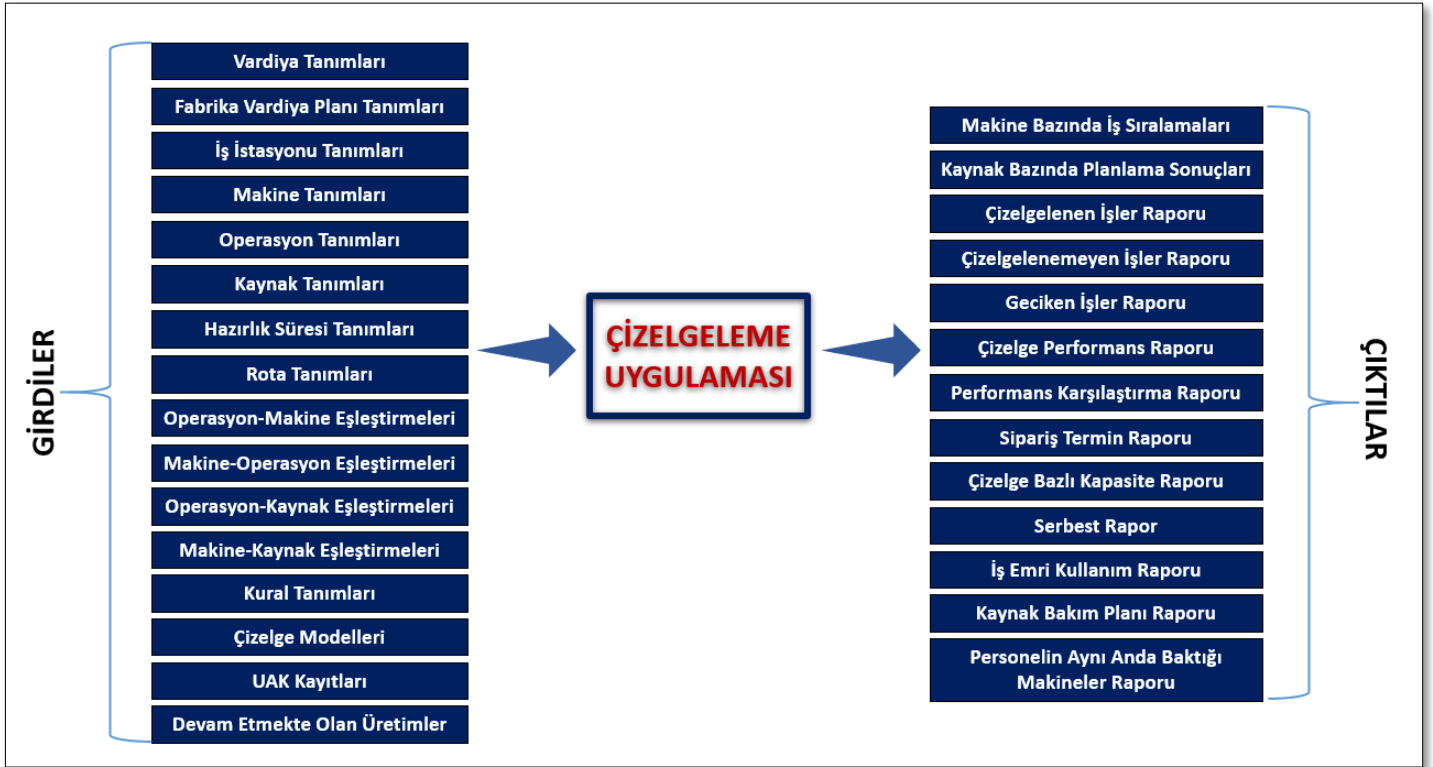 GİRDİLER
Vardiya Tanımları
Fabrika Vardiya Planı Tanımları
İş İstasyonu Tanımları
Makine Tanımları
Operasyon Tanımları
Kaynak Tanımları
Hazırlık Süresi Tanımları
Rota Tanımları
Operasyon-Makine Eşleştirmeleri
Makine-Operasyon Eşleştirmeleri
Operasyon-Kaynak Eşleştirmeleri
Makine-Kaynak Eşleştirmeleri
Kural Tanımları
Çizelge Modelleri
UAK Kayıtları
Devam Etmekte Olan Üretimler
ÇİZELGELEME
UYGULAMASI
Makine Bazında İş Sıralamaları
Kaynak Bazında Planlama Sonuçları
Çizelgelenen İşler Raporu
Çizelgelenemeyen İşler Raporu
Geciken İşler Raporu
Çizelge Performans Raporu
Performans Karşılaştırma Raporu
Sipariş Termin Raporu
Çizelge Bazlı Kapasite Raporu
Serbest Rapor
İş Emri Kullanım Raporu
Kaynak Bakım Planı Raporu
Personelin Aynı Anda Baktığı
Makineler Raporu
ÇIKTILAR